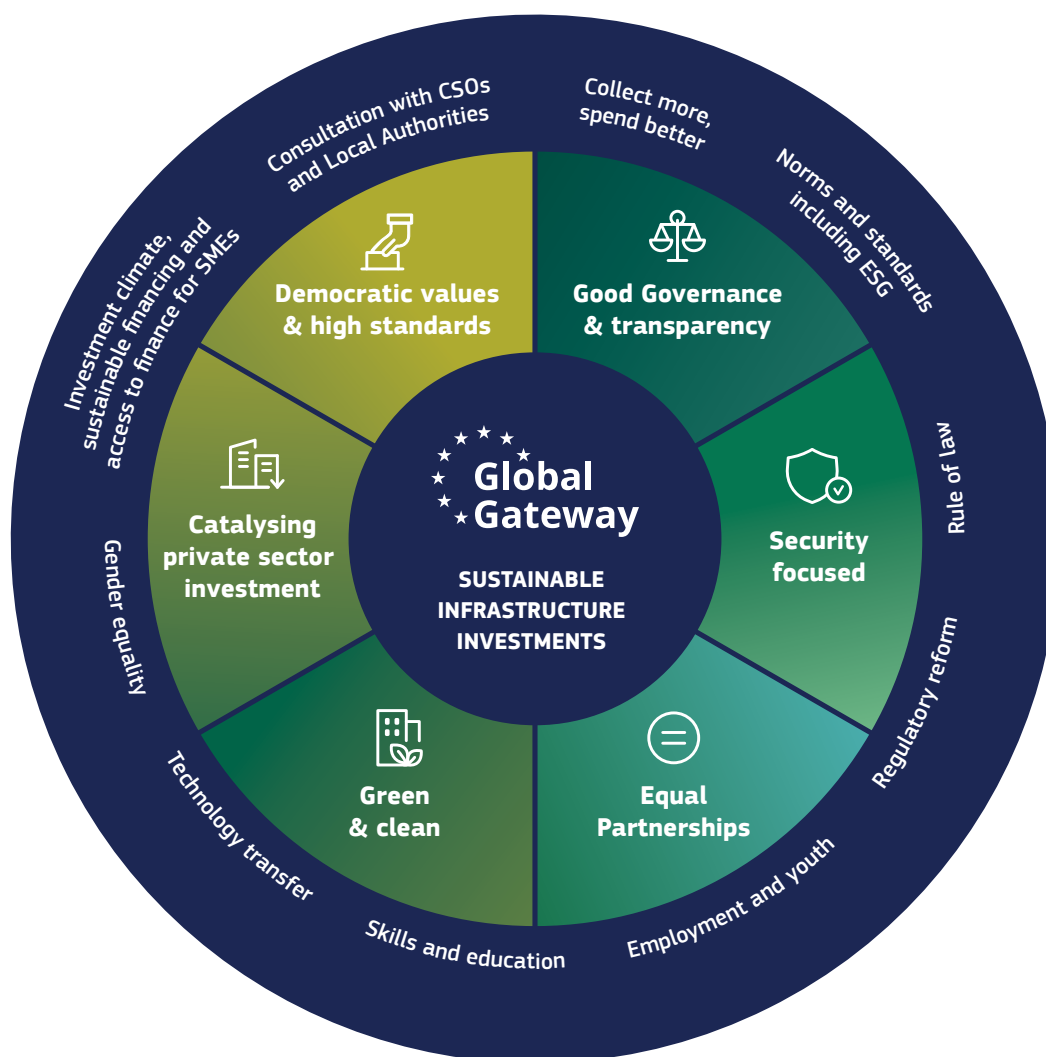 Consultation with CSOs
and Local Authorities
Collect more,
spend better
Norms and standards
including ESG
Rule of law
Regulatory reform
Employment and youth
Skills and education
Technology transfer
Gender equality
Investment climate,
sustainable financing and
access to finance for SMEs
Democratic values
& high standards
Good Governance
& transparency
Security
focused
Equal
Partnerships
Green
& clean
Catalysing
private sector
investment
Global
Gateway
SUSTAINABLE
INFRASTRUCTURE
INVESTMENTS